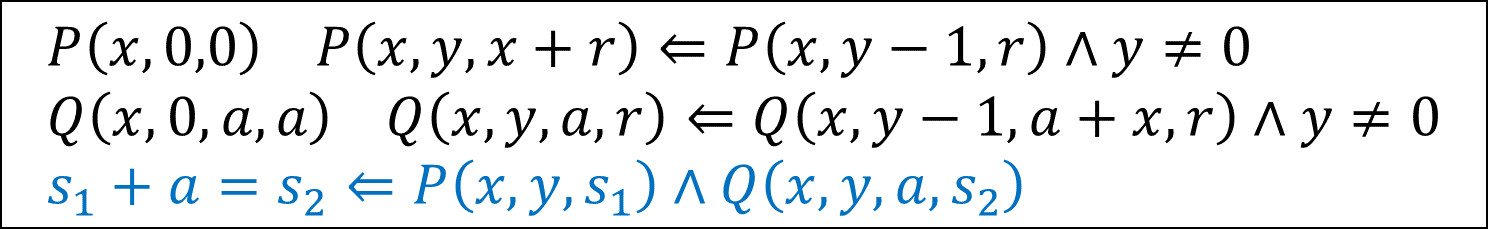 P(x, 0,0) P(x, y, x + r) ⇐ P(x, y − 1, r) ∧ y ≠ 0
Q(x, 0, a, a) Q(x, y, a, r) ⇐ Q(x, y − 1, a + x, r) ∧ y ≠ 0
s₁ + a = s₂ ⇐ P(x, y, s₁) ∧ Q(x, y, a, s₂)